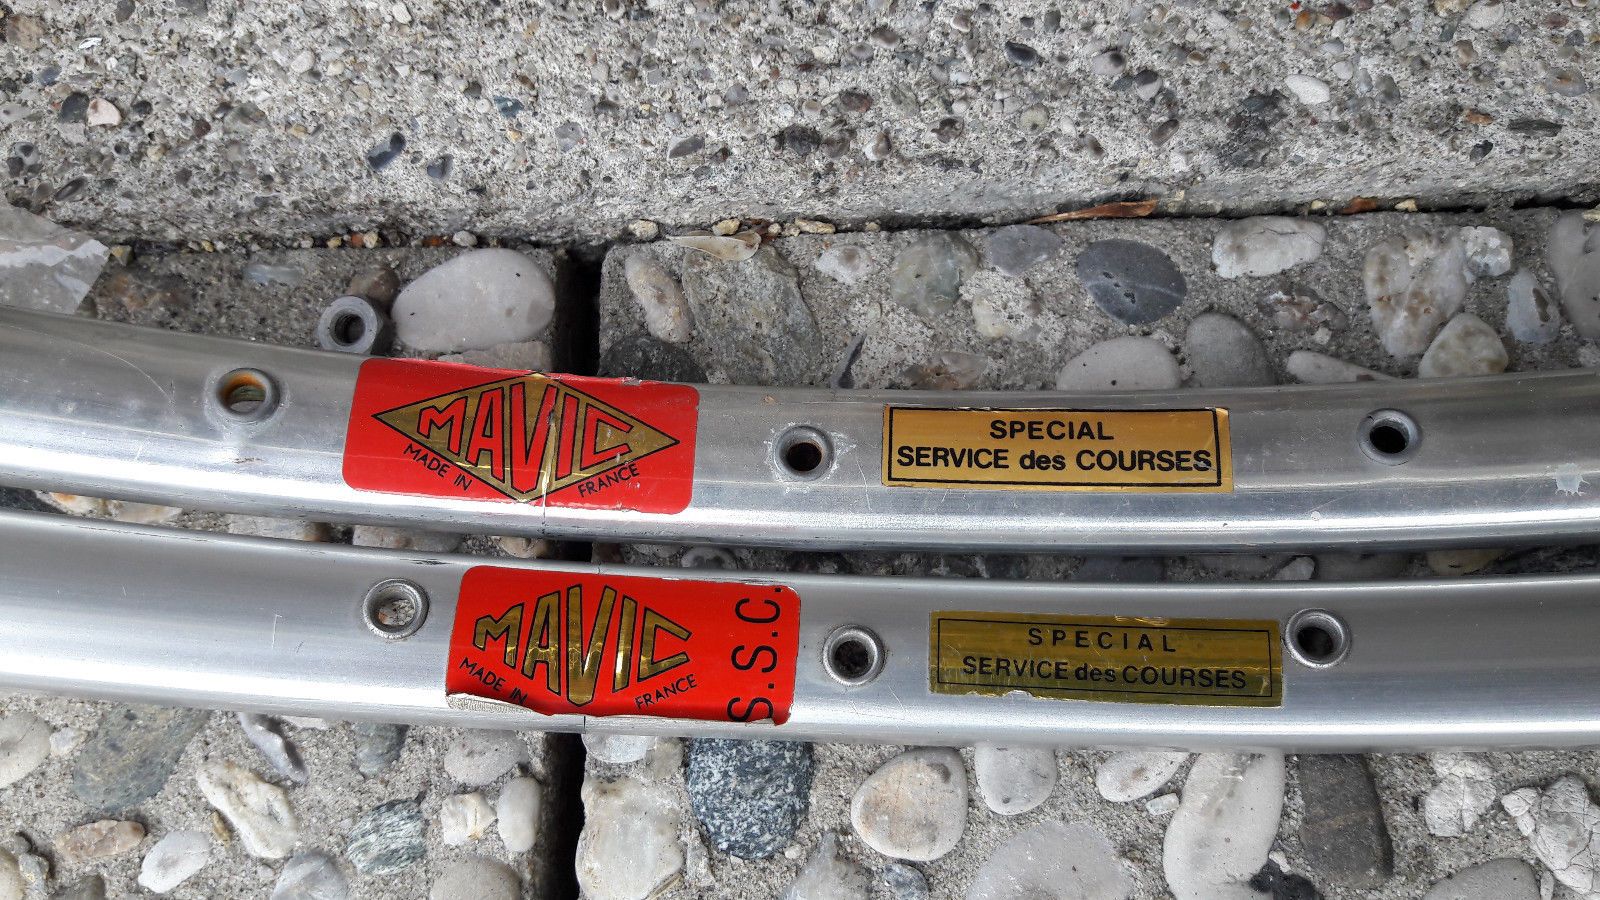 MAVIC
MADE IN FRANCE
SPECIAL
SERVICE des COURSES
MAVIC
MADE IN FRANCE
S.S.C.
SPECIAL
SERVICE des COURSES